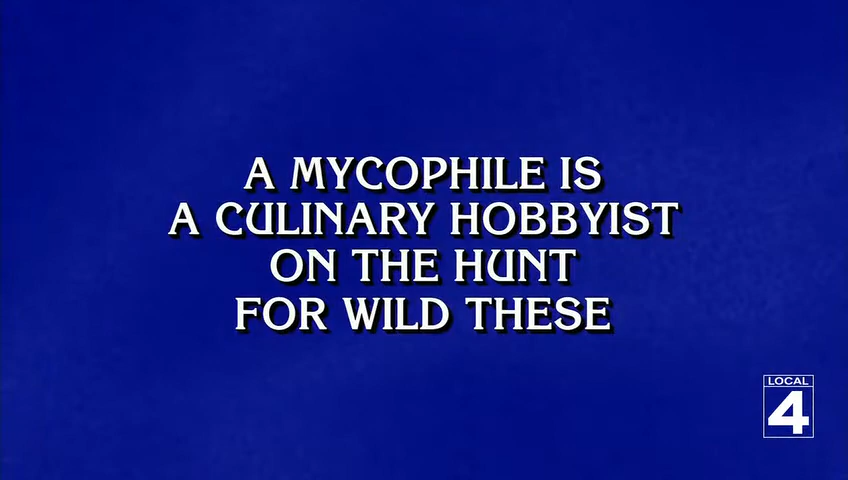 A MYCOPHILE IS
A CULINARY HOBBYIST
ON THE HUNT
FOR WILD THESE
LOCAL
4